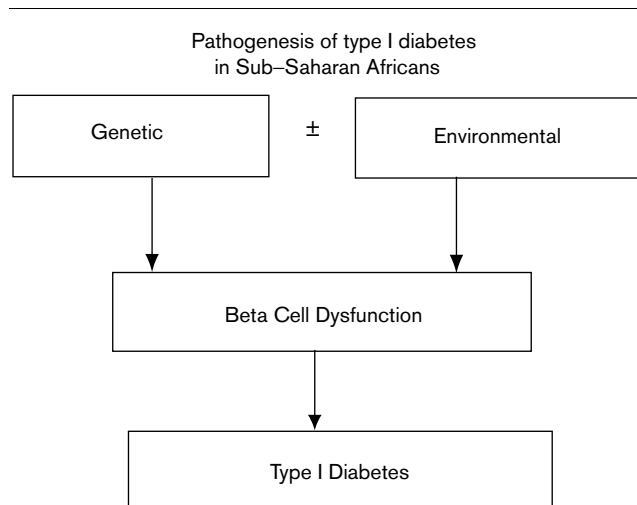 Pathogenesis of type I diabetes
in Sub–Saharan Africans
Genetic
±
Environmental
Beta Cell Dysfunction
Type I Diabetes